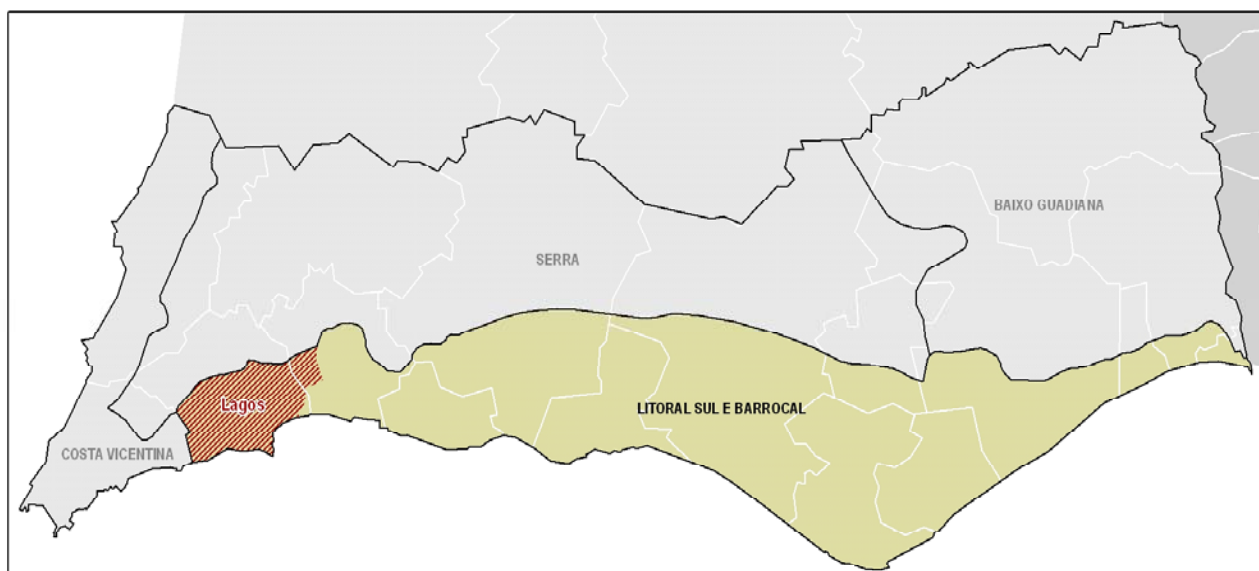 BAIXO GUADIANA
SERRA
Lagos
LITORAL SUL E BARROCAL
COSTA VICENTINA